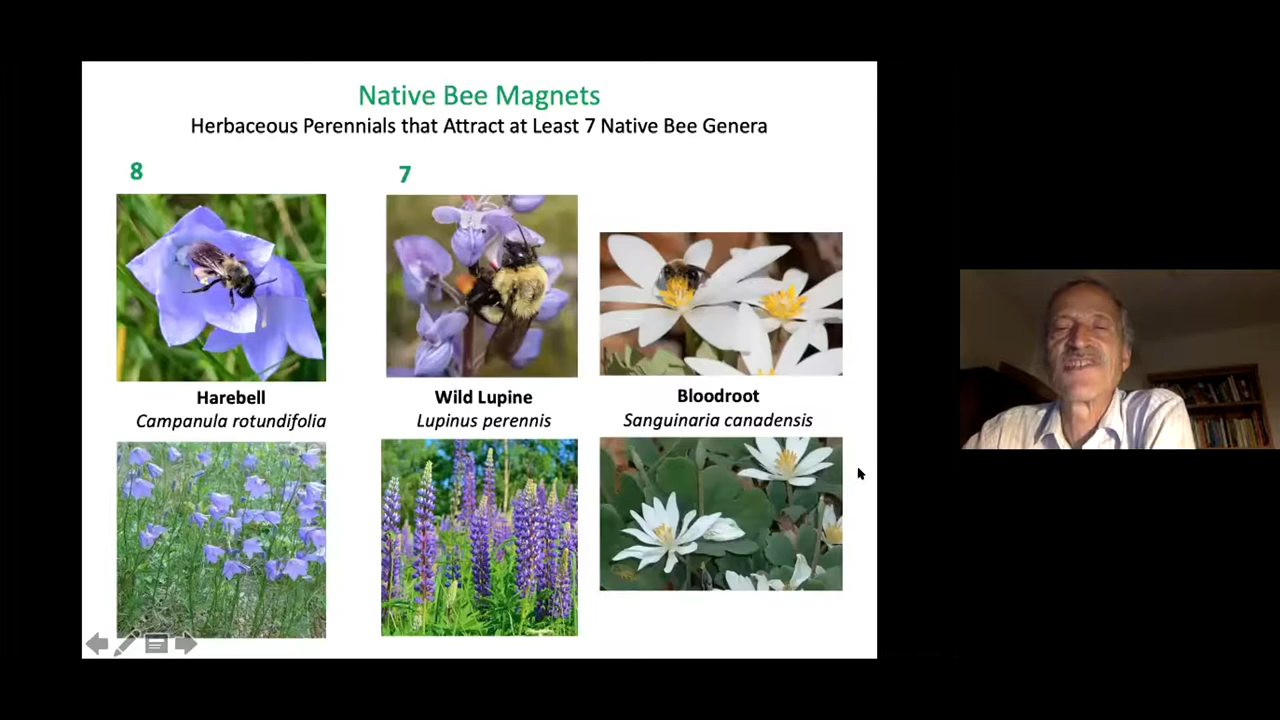 Native Bee Magnets
Herbaceous Perennials that Attract at Least 7 Native Bee Genera
8
7
Harebell
Campanula rotundifolia
Wild Lupine
Lupinus perennis
Bloodroot
Sanguinaria canadensis